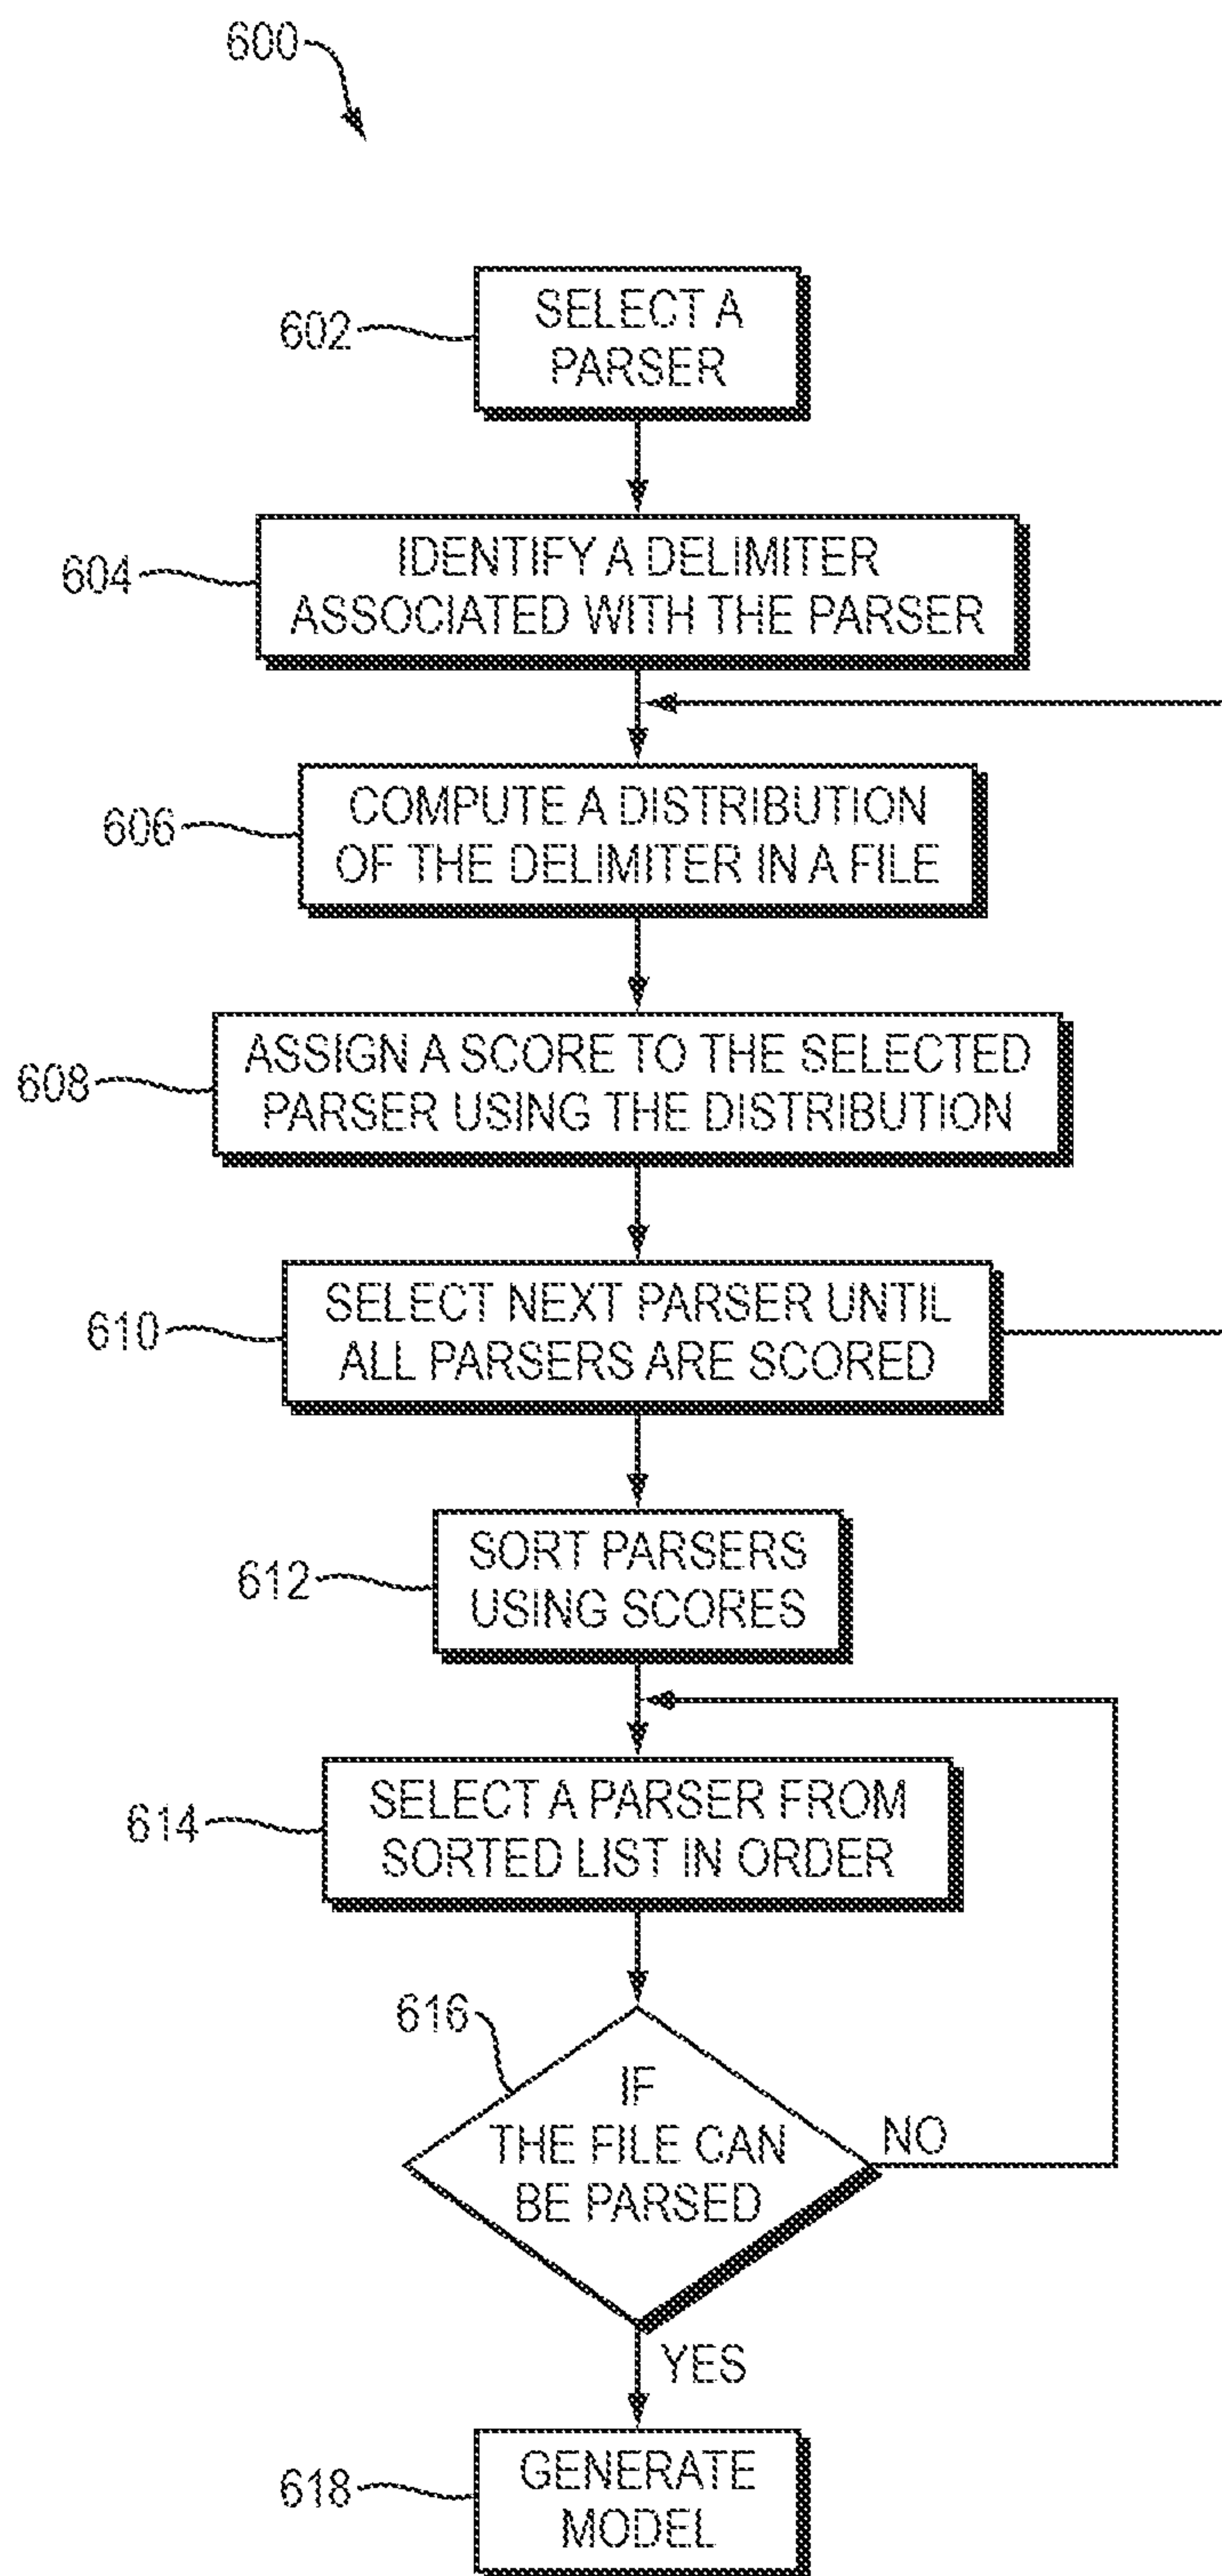 600
602
SELECT A
PARSER
604
IDENTIFY A DELIMITER
ASSOCIATED WITH THE PARSER
606
COMPUTE A DISTRIBUTION
OF THE DELIMITER IN A FILE
608
ASSIGN A SCORE TO THE SELECTED
PARSER USING THE DISTRIBUTION
610
SELECT NEXT PARSER UNTIL
ALL PARSERS ARE SCORED
612
SORT PARSERS
USING SCORES
614
SELECT A PARSER FROM
SORTED LIST IN ORDER
616
IF
THE FILE CAN
BE PARSED
NO
YES
618
GENERATE
MODEL